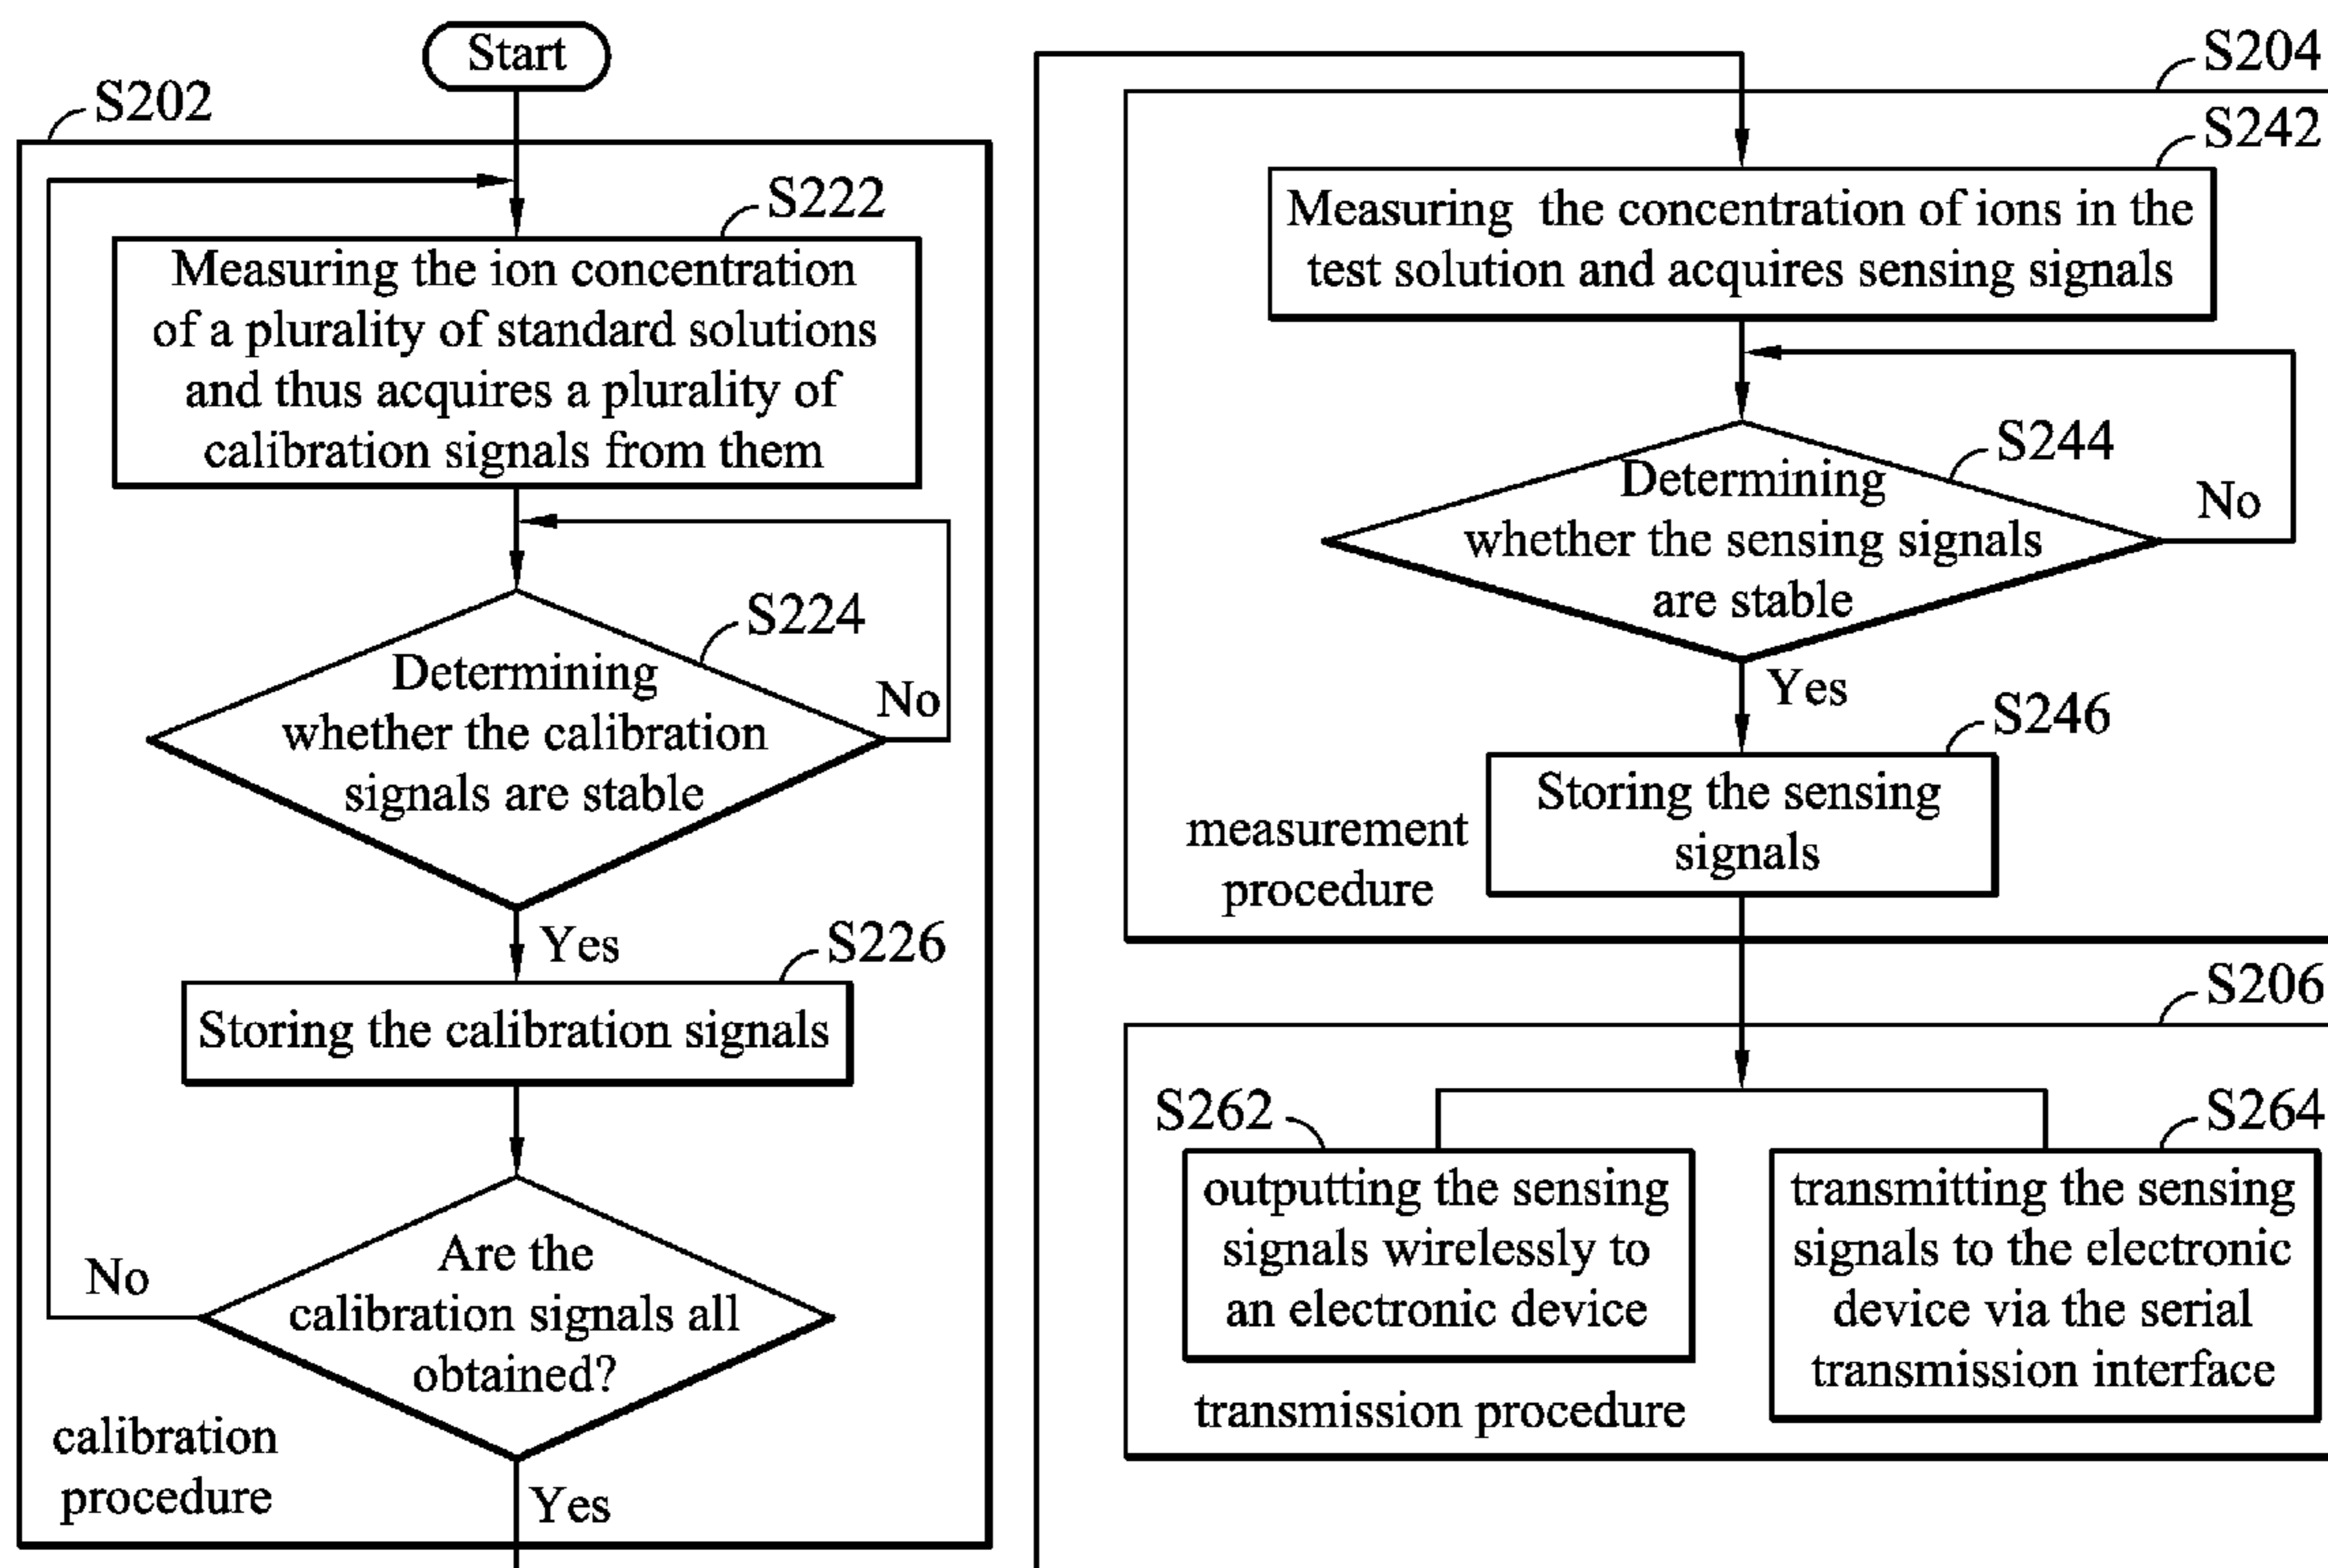 Start
S202
S222
Measuring the ion concentration
of a plurality of standard solutions
and thus acquires a plurality of
calibration signals from them
S224
Determining
whether the calibration
signals are stable
No
Yes
S226
Storing the calibration signals
Are the
calibration signals all
obtained?
No
Yes
calibration
procedure
S204
S242
Measuring the concentration of ions in the
test solution and acquires sensing signals
S244
Determining
whether the sensing signals
are stable
No
Yes
S246
Storing the sensing
signals
measurement
procedure
S206
S262
outputting the sensing
signals wirelessly to
an electronic device
S264
transmitting the sensing
signals to the electronic
device via the serial
transmission interface
transmission procedure